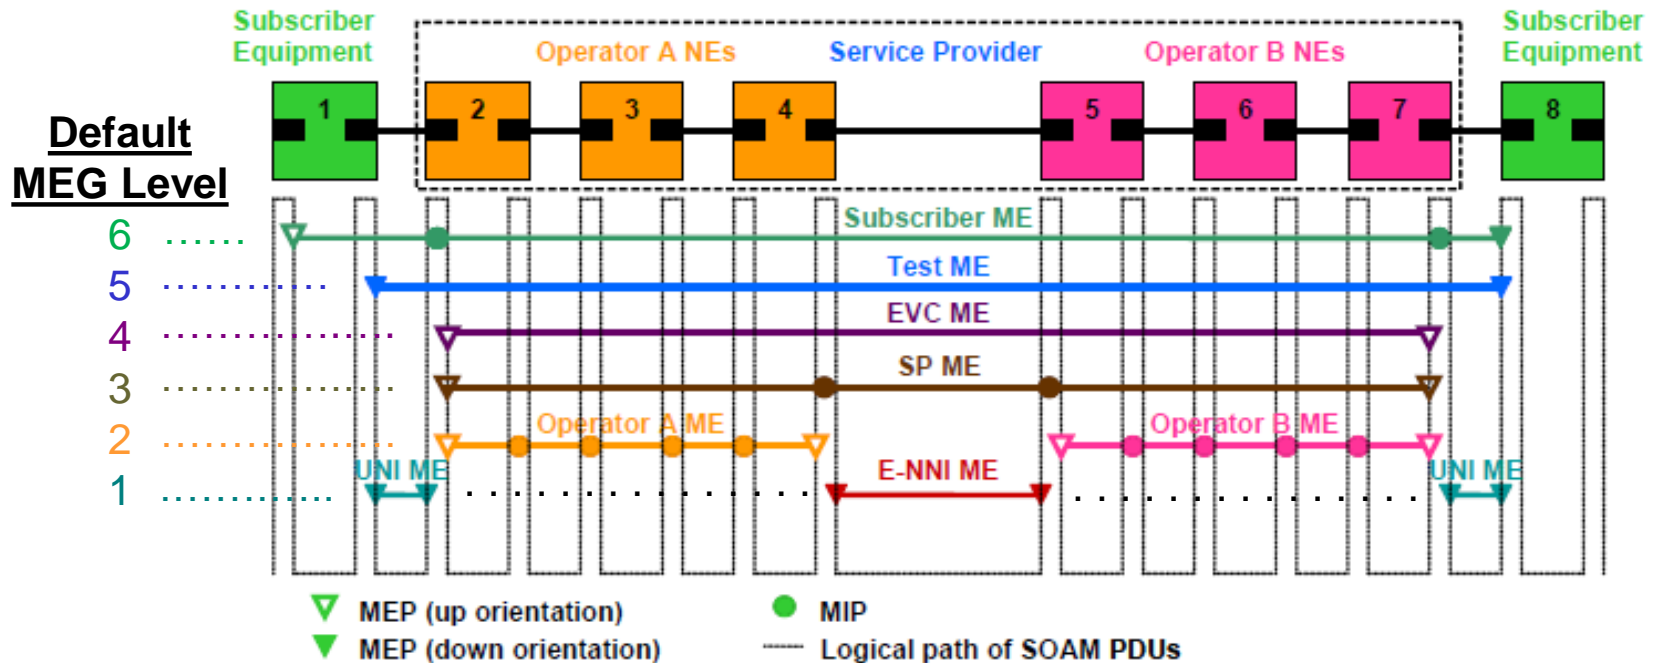 Subscriber
Equipment
Operator A NEs
Service Provider
Operator B NEs
Subscriber
Equipment
1
2
3
4
5
6
7
8
Default
MEG Level
6 ......
Subscriber ME
5 ............
Test ME
4 .................
EVC ME
3 .................
SP ME
2 .................
Operator A ME
Operator B ME
1 ............
UNI ME
E-NNI ME
UNI ME
MEP (up orientation)
MIP
MEP (down orientation)
Logical path of SOAM PDUs